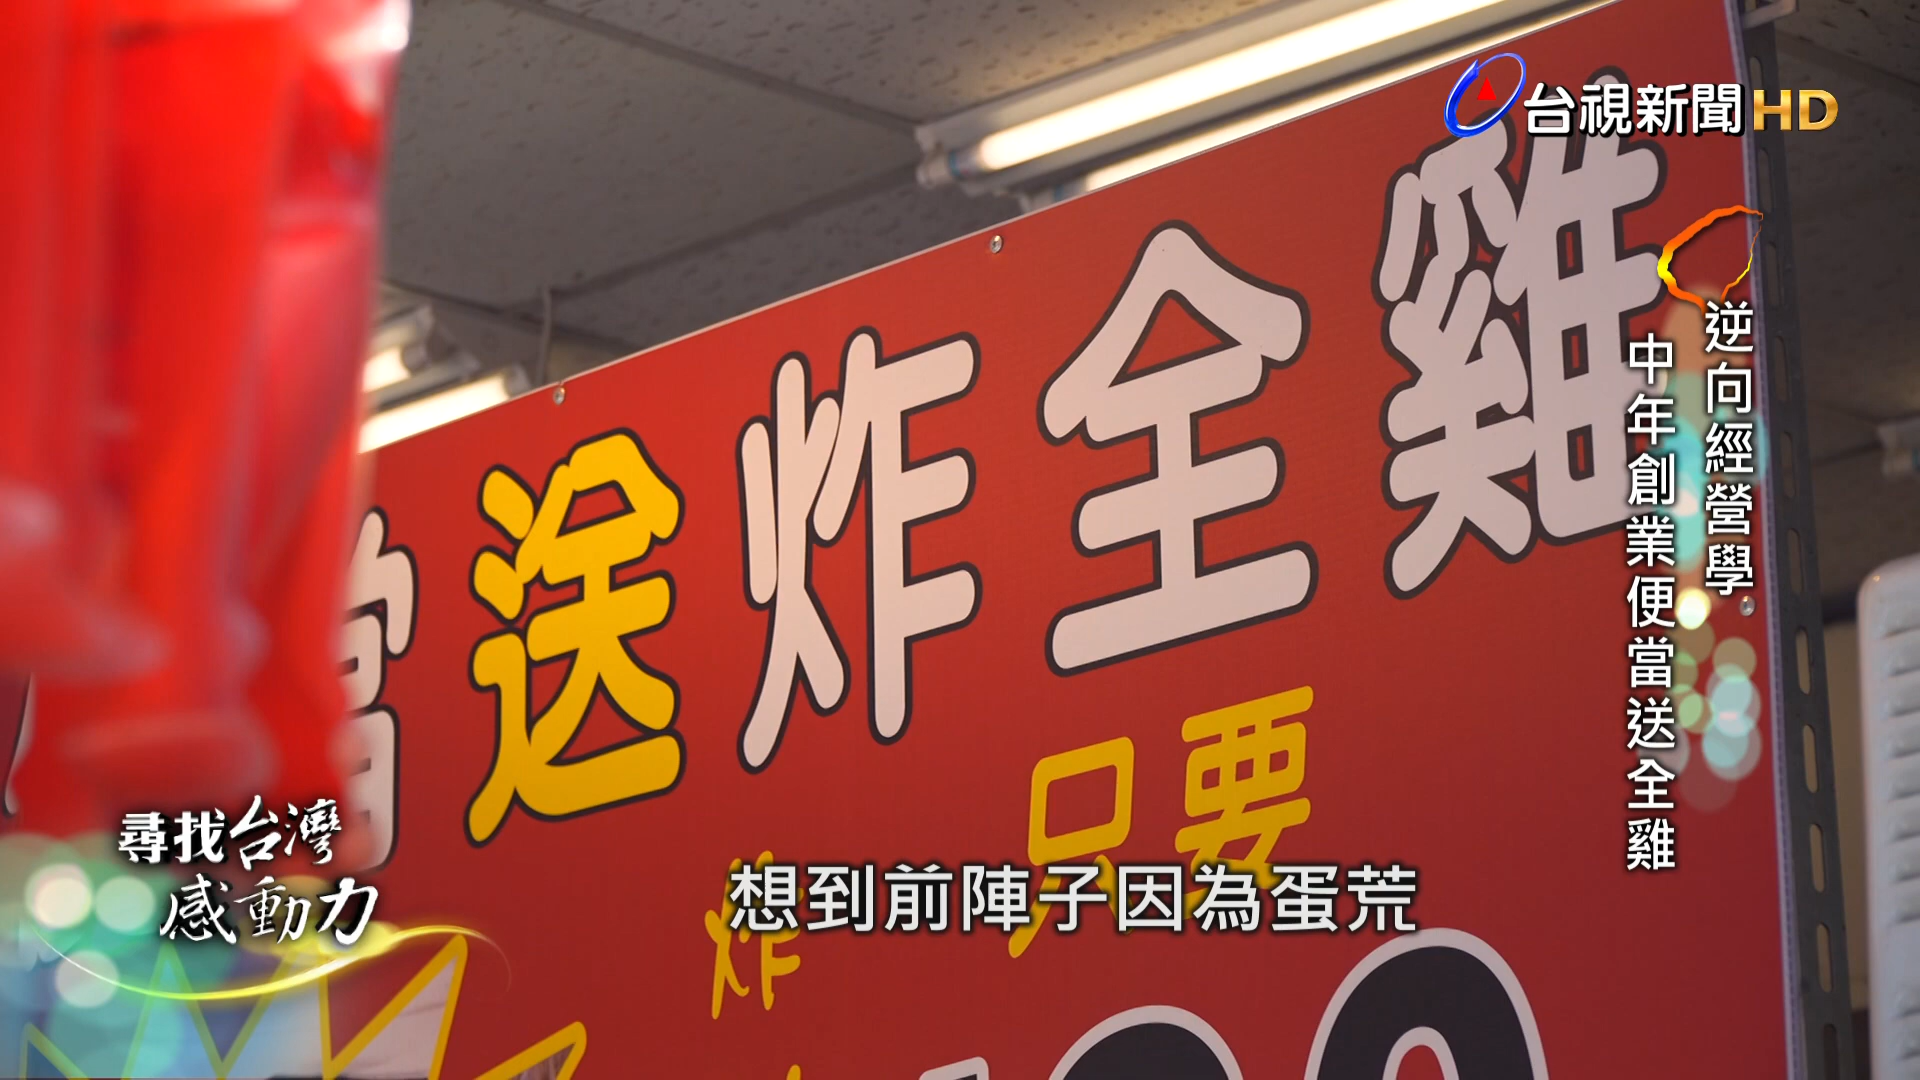 台視新聞HD
逆向經營學
中年創業便當送全雞
當送炸全雞
只要
炸
想到前陣子因為蛋荒
尋找台灣
感動力